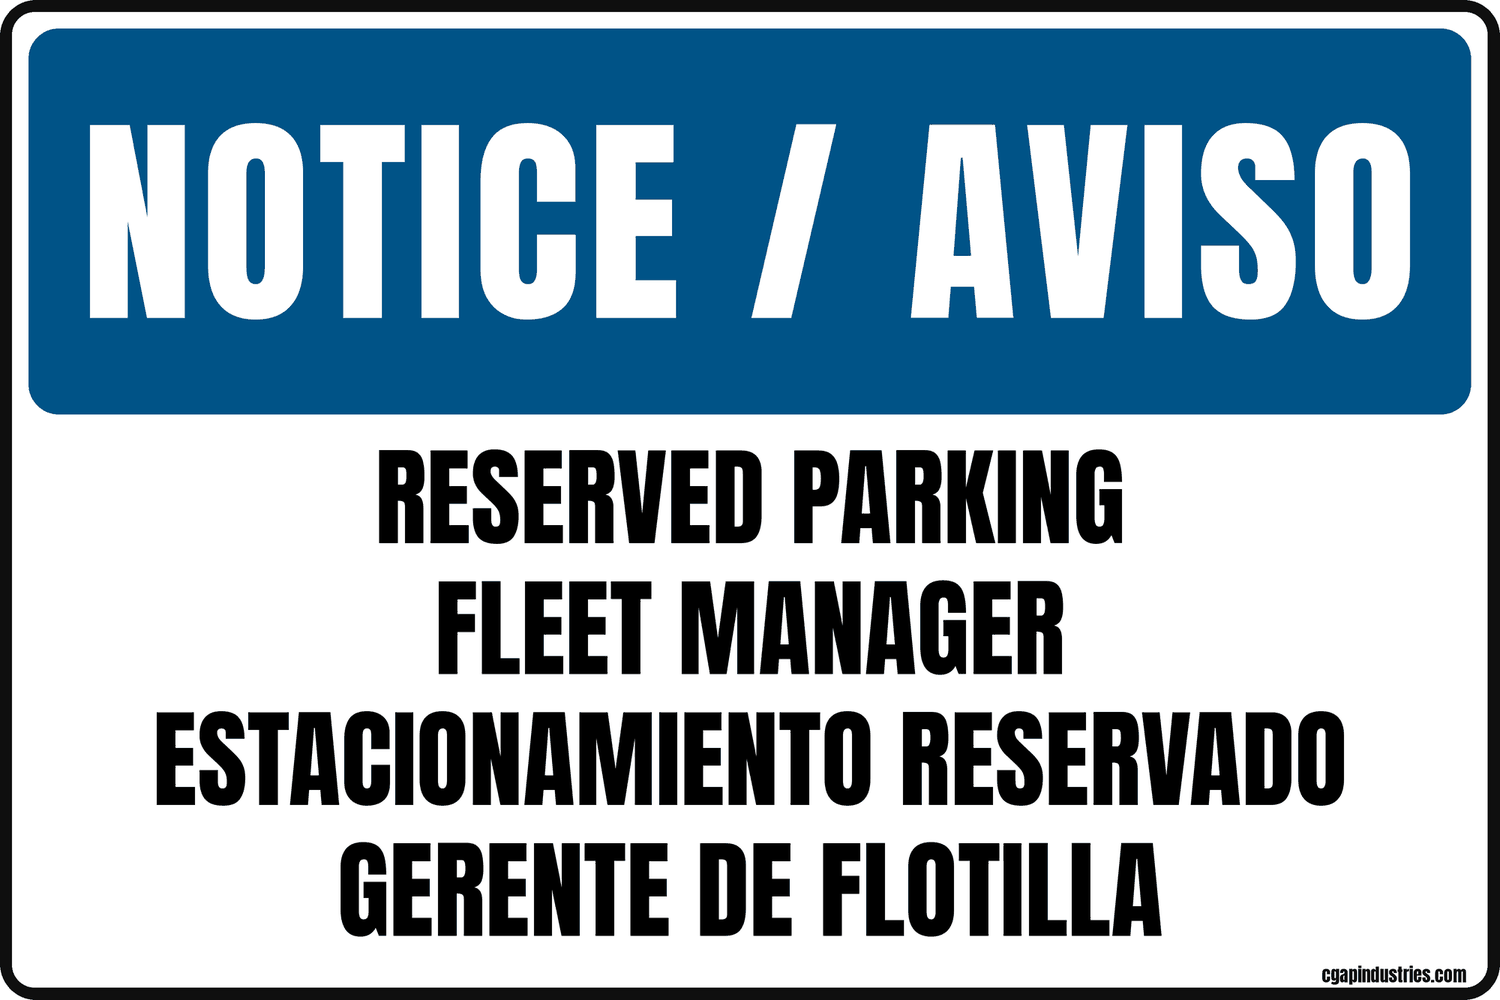 NOTICE / AVISO
RESERVED PARKING
FLEET MANAGER
ESTACIONAMIENTO RESERVADO
GERENTE DE FLOTILLA
cgapindustries.com